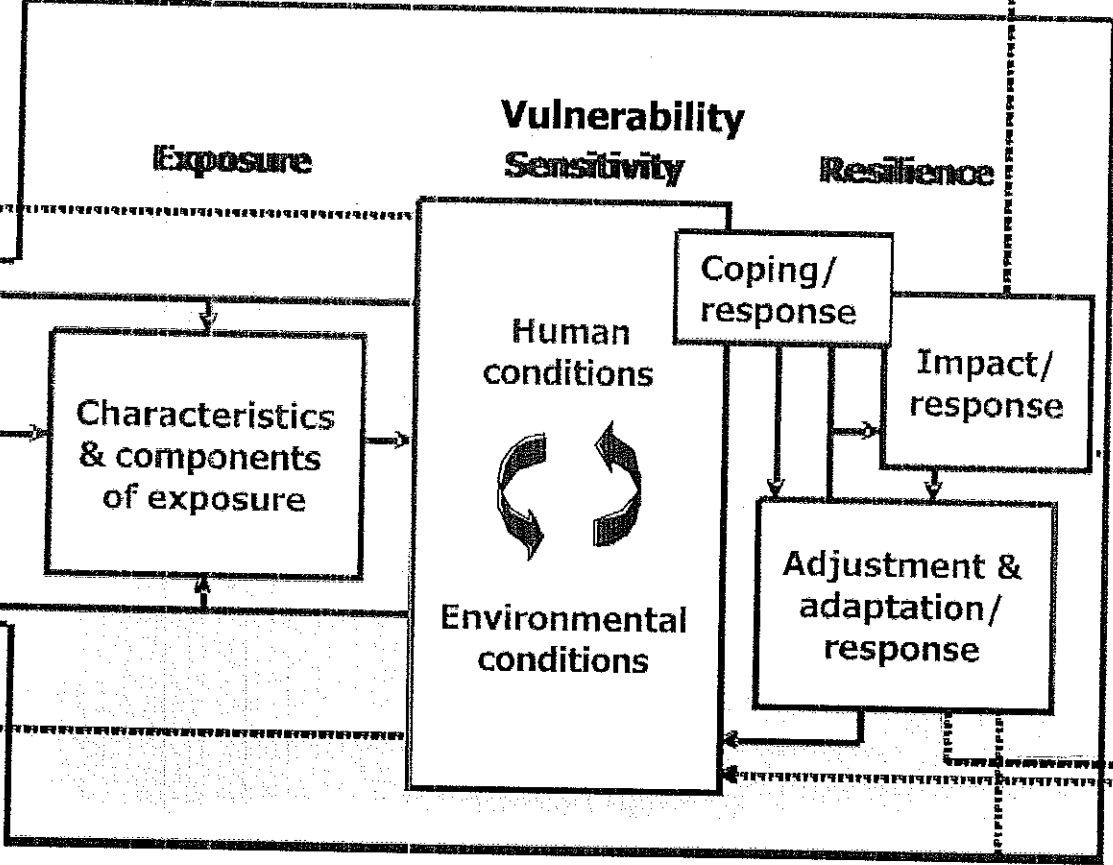 Vulnerability
Exposure
Sensitivity
Resilience
Characteristics
& components
of exposure
Human
conditions
Environmental
conditions
Coping/
response
Impact/
response
Adjustment &
adaptation/
response